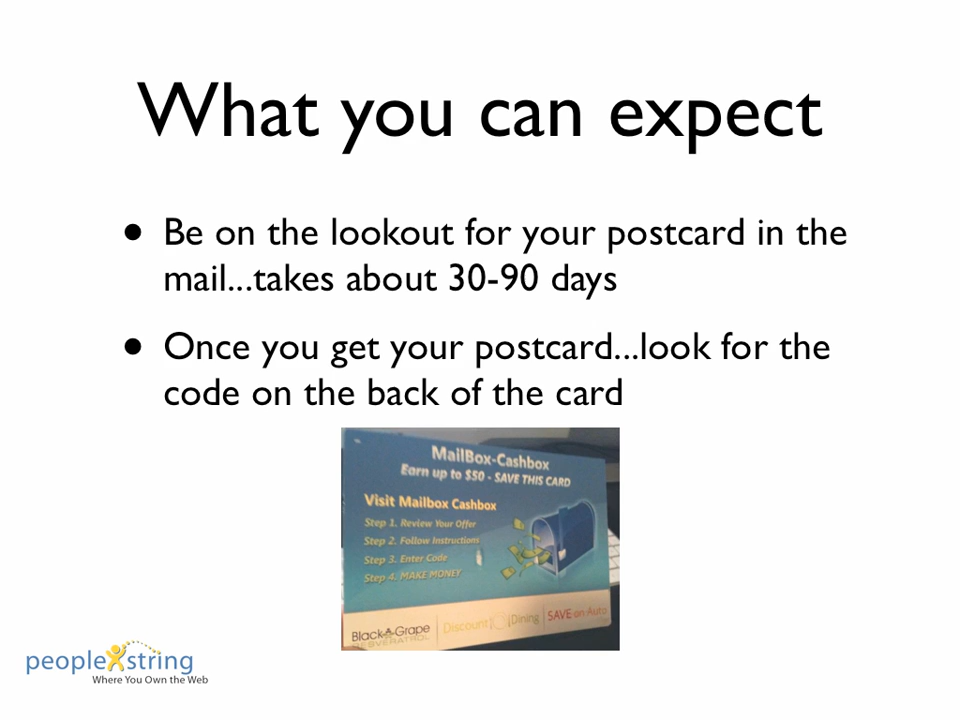 What you can expect
• Be on the lookout for your postcard in the
mail...takes about 30-90 days
• Once you get your postcard...look for the
code on the back of the card
MailBox-Cashbox
Earn up to $50 - SAVE THIS CARD
Visit Mailbox Cashbox
Step 1. Review Your Offer
Step 2. Follow Instructions
Step 3. Enter Code
Step 4. MAKE MONEY
Black Grape
RESVERATROL
Discount Dining
SAVE on Auto
people string
Where You Own the Web